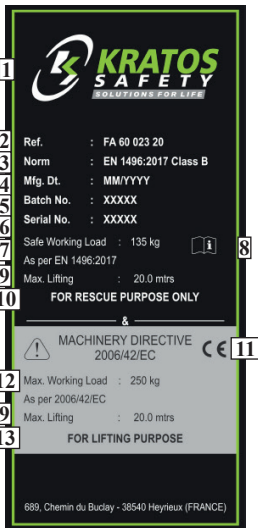 1
KRATOS
SAFETY
SOLUTIONS FOR LIFE
2 Ref. : FA 60 023 20
3 Norm : EN 1496:2017 Class B
4 Mfg. Dt. : MM/YYYY
5 Batch No. : XXXXX
6 Serial No. : XXXXX
7 Safe Working Load : 135 kg i 8
As per EN 1496:2017
9 Max. Lifting : 20.0 mtrs
10 FOR RESCUE PURPOSE ONLY
&
! MACHINERY DIRECTIVE
2006/42/EC CE 11
12 Max. Working Load : 250 kg
As per 2006/42/EC
9 Max. Lifting : 20.0 mtrs
13 FOR LIFTING PURPOSE
689, Chemin du Buclay - 38540 Heyrieux (FRANCE)